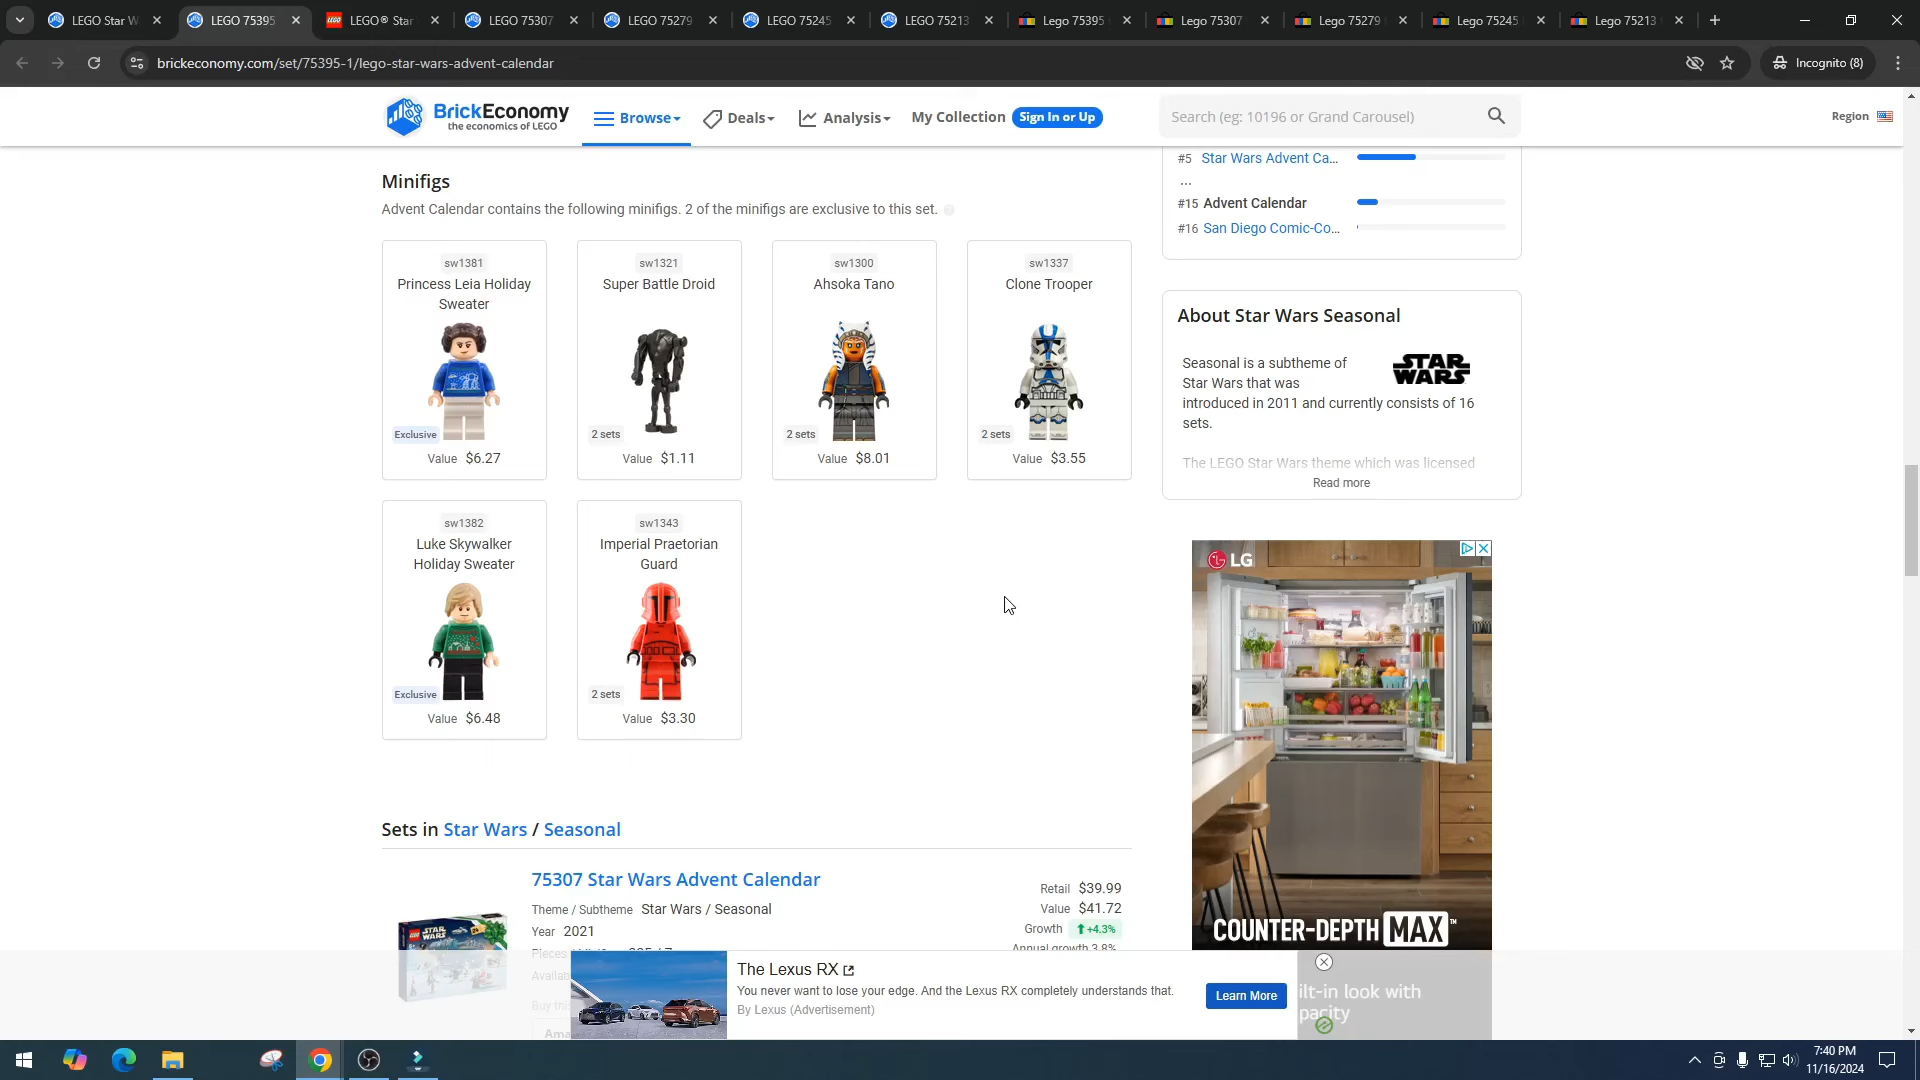 LEGO Star W
LEGO 75395
LEGO® Star
LEGO 75307
LEGO 75279
LEGO 75245
LEGO 75213
Lego 75395
Lego 75307
Lego 75279
Lego 75245
Lego 75213
brickeconomy.com/set/75395-1/lego-star-wars-advent-calendar
Incognito (8)
BrickEconomy
the economics of LEGO
Browse
Deals
Analysis
My Collection
Sign In or Up
Search (eg: 10196 or Grand Carousel)
Region
#5 Star Wars Advent Ca...
...
#15 Advent Calendar
#16 San Diego Comic-Co...
Minifigs
Advent Calendar contains the following minifigs. 2 of the minifigs are exclusive to this set.
sw1381
Princess Leia Holiday
Sweater
Exclusive
Value $6.27
sw1321
Super Battle Droid
2 sets
Value $1.11
sw1300
Ahsoka Tano
2 sets
Value $8.01
sw1337
Clone Trooper
2 sets
Value $3.55
sw1382
Luke Skywalker
Holiday Sweater
Exclusive
Value $6.48
sw1343
Imperial Praetorian
Guard
2 sets
Value $3.30
About Star Wars Seasonal
Seasonal is a subtheme of
Star Wars that was
introduced in 2011 and currently consists of 16
sets.
STAR
WARS
The LEGO Star Wars theme which was licensed
Read more
LG
COUNTER-DEPTH MAX™
ilt-in look with
pacity
Sets in Star Wars / Seasonal
75307 Star Wars Advent Calendar
Theme / Subtheme Star Wars / Seasonal
Year 2021
Pieces
Availab
Buy this
Ama
Retail $39.99
Value $41.72
Growth +4.3%
Annual growth 3.8%
STAR
WARS
The Lexus RX
You never want to lose your edge. And the Lexus RX completely understands that.
By Lexus (Advertisement)
Learn More
7:40 PM
11/16/2024